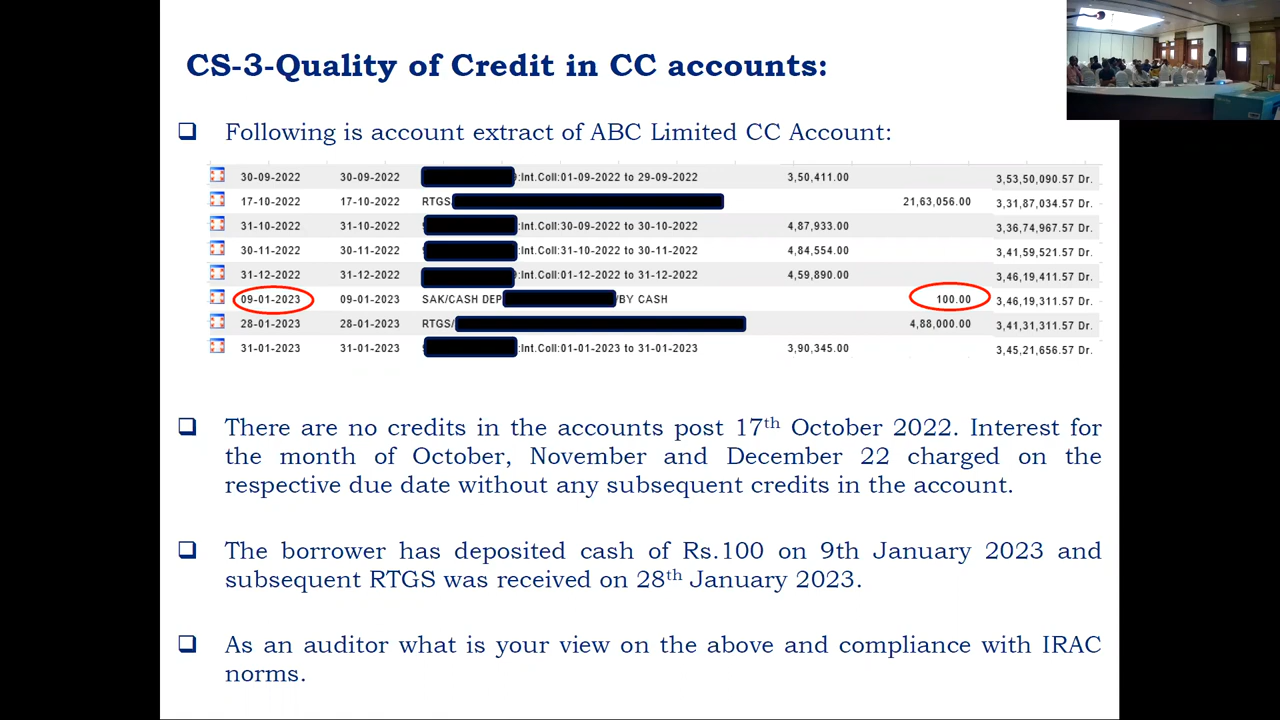 CS-3-Quality of Credit in CC accounts:
❑ Following is account extract of ABC Limited CC Account:
30-09-2022 30-09-2022 :Int.Coll:01-09-2022 to 29-09-2022 3,50,411.00 3,53,50,090.57 Dr.
17-10-2022 17-10-2022 RTGS/ 21,63,056.00 3,31,87,034.57 Dr.
31-10-2022 31-10-2022 :Int.Coll:30-09-2022 to 30-10-2022 4,87,933.00 3,36,74,967.57 Dr.
30-11-2022 30-11-2022 :Int.Coll:31-10-2022 to 30-11-2022 4,84,554.00 3,41,59,521.57 Dr.
31-12-2022 31-12-2022 :Int.Coll:01-12-2022 to 31-12-2022 4,59,890.00 3,46,19,411.57 Dr.
09-01-2023 09-01-2023 SAK/CASH DEP /BY CASH 100.00 3,46,19,311.57 Dr.
28-01-2023 28-01-2023 RTGS/ 4,88,000.00 3,41,31,311.57 Dr.
31-01-2023 31-01-2023 :Int.Coll:01-01-2023 to 31-01-2023 3,90,345.00 3,45,21,656.57 Dr.
❑ There are no credits in the accounts post 17th October 2022. Interest for
the month of October, November and December 22 charged on the
respective due date without any subsequent credits in the account.
❑ The borrower has deposited cash of Rs.100 on 9th January 2023 and
subsequent RTGS was received on 28th January 2023.
❑ As an auditor what is your view on the above and compliance with IRAC
norms.